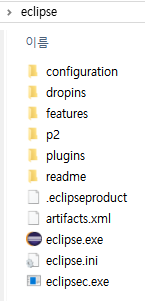 eclipse
이름
configuration
dropins
features
p2
plugins
readme
.eclipseproduct
artifacts.xml
eclipse.exe
eclipse.ini
eclipsec.exe